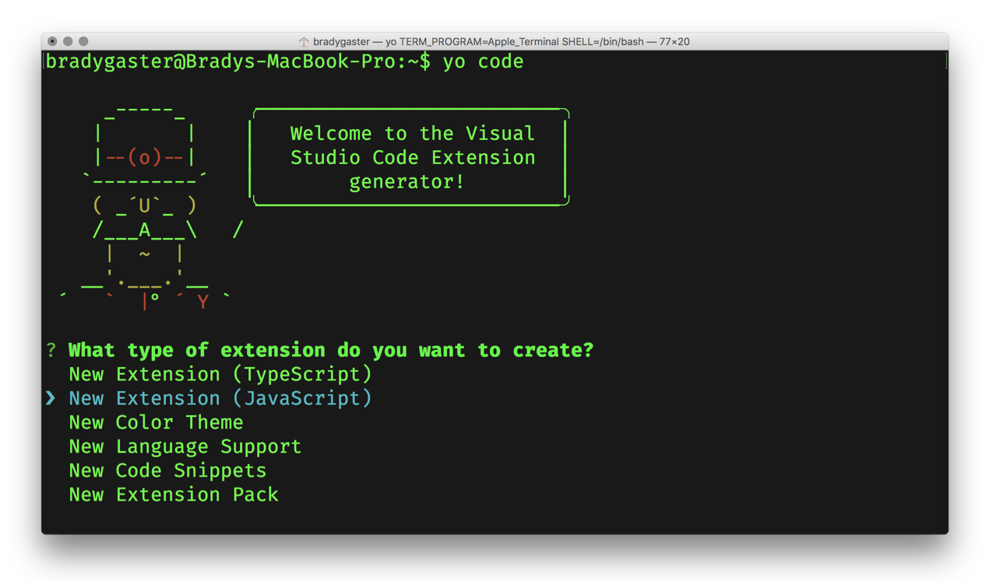 bradygaster — yo TERM_PROGRAM=Apple_Terminal SHELL=/bin/bash — 77×20
bradygaster@Bradys-MacBook-Pro:~$ yo code
Welcome to the Visual
Studio Code Extension
generator!
--(o)--
( _´U`_ )
/___A___\ /
| ~ |
'.___.'
´ ` |° ´ Y `
? What type of extension do you want to create?
New Extension (TypeScript)
❯ New Extension (JavaScript)
New Color Theme
New Language Support
New Code Snippets
New Extension Pack